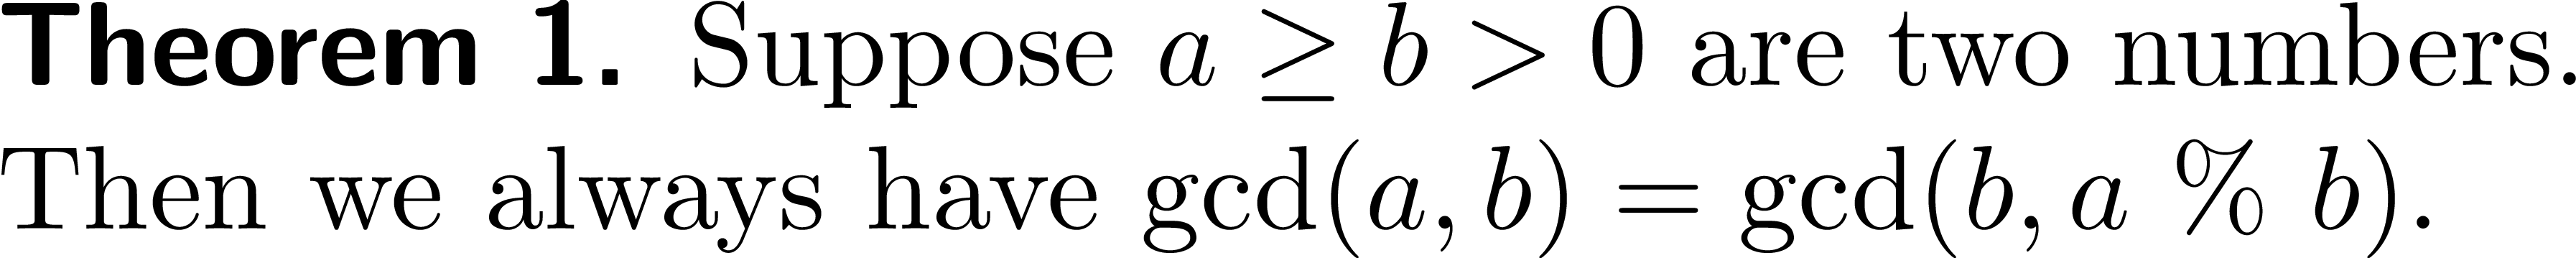 Theorem 1. Suppose a ≥ b > 0 are two numbers.
Then we always have gcd(a, b) = gcd(b, a % b).